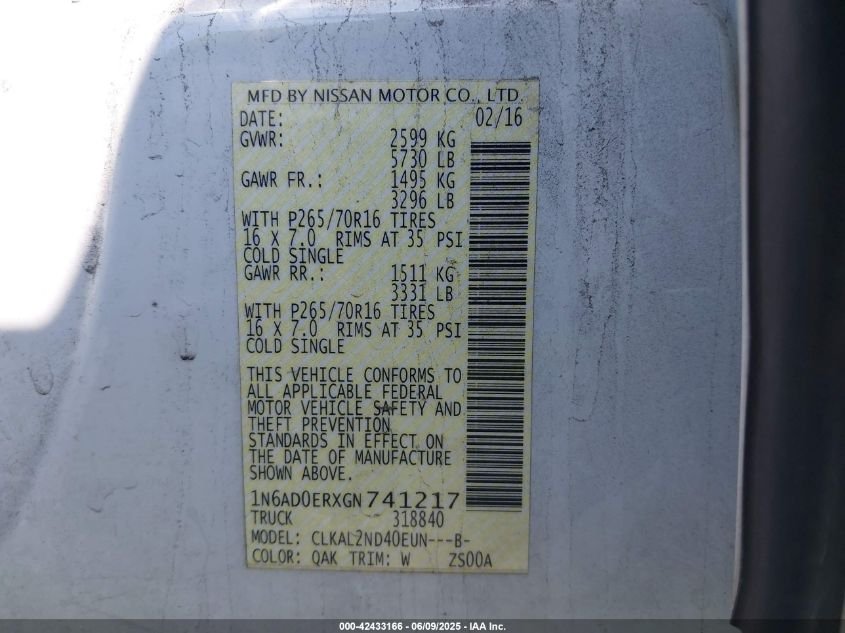 MFD BY NISSAN MOTOR CO., LTD.
DATE: 02/16
GVWR: 2599 KG
5730 LB
GAWR FR.: 1495 KG
3296 LB
WITH P265/70R16 TIRES
16 X 7.0 RIMS AT 35 PSI
COLD SINGLE
GAWR RR.: 1511 KG
3331 LB
WITH P265/70R16 TIRES
16 X 7.0 RIMS AT 35 PSI
COLD SINGLE
THIS VEHICLE CONFORMS TO
ALL APPLICABLE FEDERAL
MOTOR VEHICLE SAFETY AND
THEFT PREVENTION
STANDARDS IN EFFECT ON
THE DATE OF MANUFACTURE
SHOWN ABOVE.
1N6AD0ERXGN741217
TRUCK 318840
MODEL: CLKAL2ND40EUN---B-
COLOR: QAK TRIM: W ZS00A
000-42433166 - 06/09/2025 - IAA Inc.